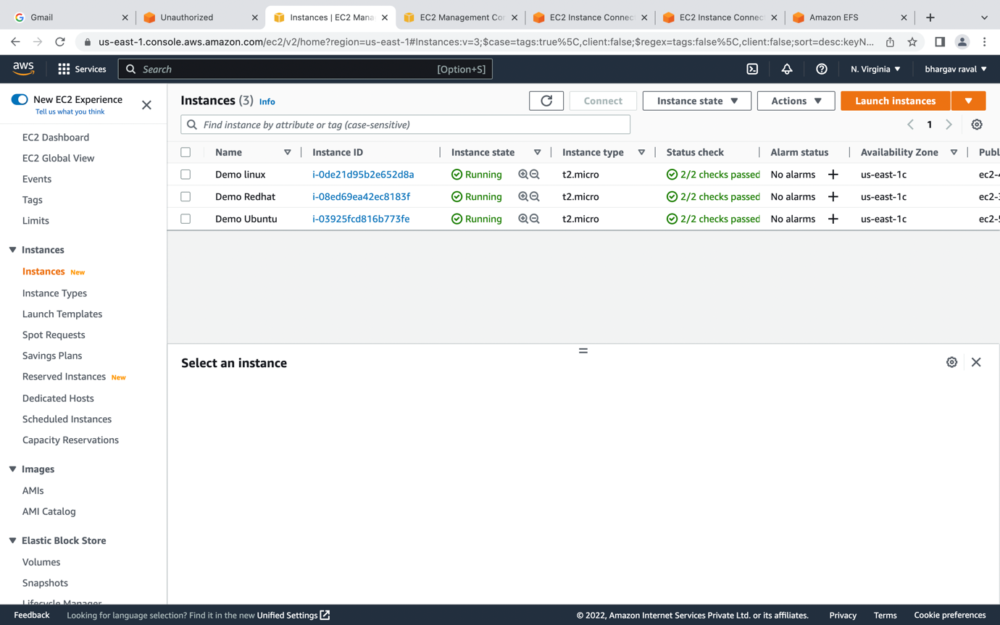 Gmail
Unauthorized
Instances | EC2 Mana
EC2 Management Co
EC2 Instance Connec
EC2 Instance Connec
Amazon EFS
us-east-1.console.aws.amazon.com/ec2/v2/home?region=us-east-1#Instances:v=3;$case=tags:true%5C,client:false;$regex=tags:false%5C,client:false;sort=desc:keyN...
aws
Services
Search
[Option+S]
N. Virginia
bhargav raval
New EC2 Experience
Tell us what you think
EC2 Dashboard
EC2 Global View
Events
Tags
Limits
Instances
Instances New
Instance Types
Launch Templates
Spot Requests
Savings Plans
Reserved Instances New
Dedicated Hosts
Scheduled Instances
Capacity Reservations
Images
AMIs
AMI Catalog
Elastic Block Store
Volumes
Snapshots
Lifecycle Manager
Instances (3) Info
Connect
Instance state
Actions
Launch instances
Find instance by attribute or tag (case-sensitive)
1
Name Instance ID Instance state Instance type Status check Alarm status Availability Zone Publ
Demo linux i-0de21d95b2e652d8a Running t2.micro 2/2 checks passed No alarms us-east-1c ec2-4
Demo Redhat i-08ed69ea42ec8183f Running t2.micro 2/2 checks passed No alarms us-east-1c ec2-3
Demo Ubuntu i-03925fcd816b773fe Running t2.micro 2/2 checks passed No alarms us-east-1c ec2-5
Select an instance
Feedback
Looking for language selection? Find it in the new Unified Settings
© 2022, Amazon Internet Services Private Ltd. or its affiliates.
Privacy
Terms
Cookie preferences